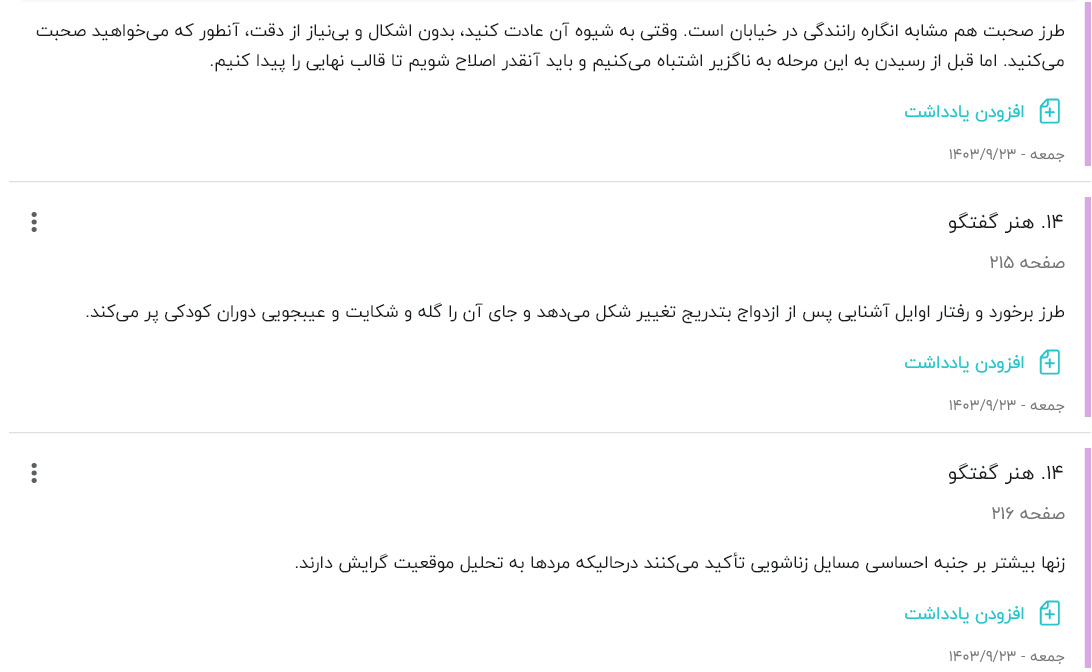 طرز صحبت هم مشابه انگاره رانندگی در خیابان است. وقتی به شیوه آن عادت کنید، بدون اشکال و بی‌نیاز از دقت، آنطور که می‌خواهید صحبت
می‌کنید. اما قبل از رسیدن به این مرحله به ناگزیر اشتباه می‌کنیم و باید آنقدر اصلاح شویم تا قالب نهایی را پیدا کنیم.
افزودن یادداشت
جمعه - ۱۴۰۳/۹/۲۳
۱۴. هنر گفتگو
صفحه ۲۱۵
طرز برخورد و رفتار اوایل آشنایی پس از ازدواج بتدریج تغییر شکل می‌دهد و جای آن را گله و شکایت و عیبجویی دوران کودکی پر می‌کند.
افزودن یادداشت
جمعه - ۱۴۰۳/۹/۲۳
۱۴. هنر گفتگو
صفحه ۲۱۶
زنها بیشتر بر جنبه احساسی مسایل زناشویی تأکید می‌کنند درحالیکه مردها به تحلیل موقعیت گرایش دارند.
افزودن یادداشت
جمعه - ۱۴۰۳/۹/۲۳